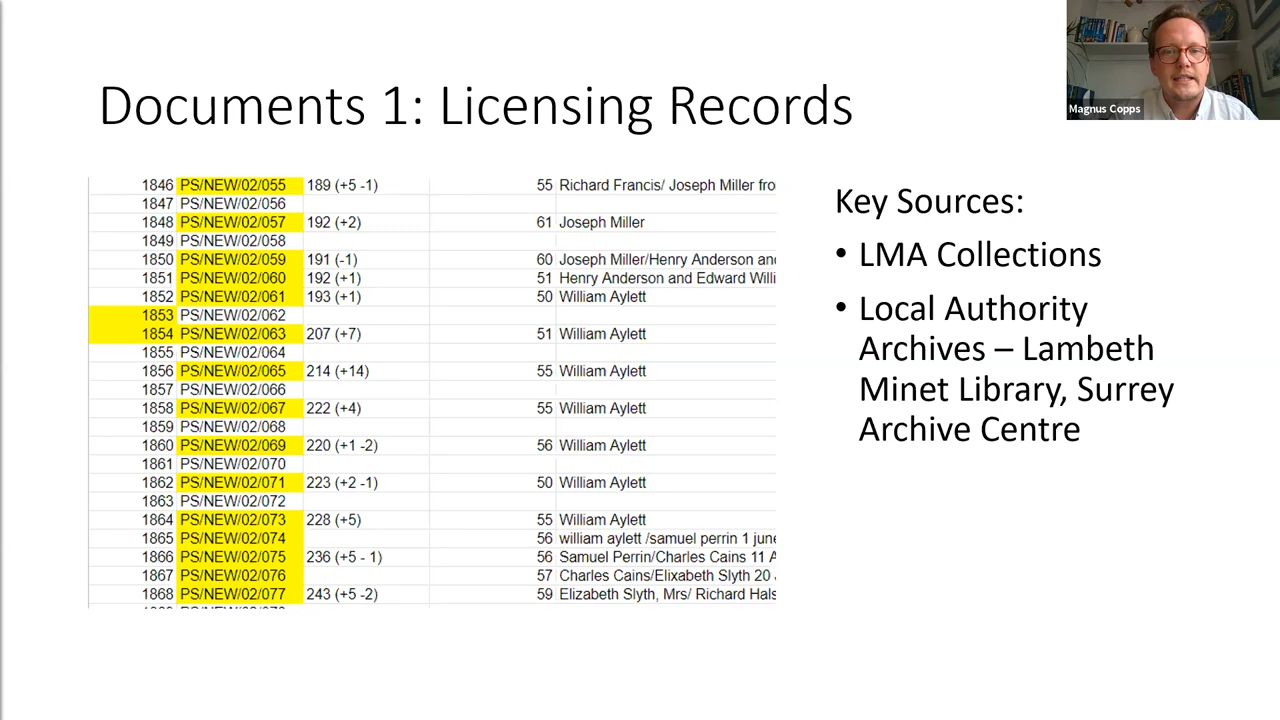 Magnus Copps
Documents 1: Licensing Records
1846 PS/NEW/02/055 189 (+5 -1) 55 Richard Francis/ Joseph Miller fro
1847 PS/NEW/02/056
1848 PS/NEW/02/057 192 (+2) 61 Joseph Miller
1849 PS/NEW/02/058
1850 PS/NEW/02/059 191 (-1) 60 Joseph Miller/Henry Anderson and
1851 PS/NEW/02/060 192 (+1) 51 Henry Anderson and Edward Willi
1852 PS/NEW/02/061 193 (+1) 50 William Aylett
1853 PS/NEW/02/062
1854 PS/NEW/02/063 207 (+7) 51 William Aylett
1855 PS/NEW/02/064
1856 PS/NEW/02/065 214 (+14) 55 William Aylett
1857 PS/NEW/02/066
1858 PS/NEW/02/067 222 (+4) 55 William Aylett
1859 PS/NEW/02/068
1860 PS/NEW/02/069 220 (+1 -2) 56 William Aylett
1861 PS/NEW/02/070
1862 PS/NEW/02/071 223 (+2 -1) 50 William Aylett
1863 PS/NEW/02/072
1864 PS/NEW/02/073 228 (+5) 55 William Aylett
1865 PS/NEW/02/074 56 william aylett /samuel perrin 1 june
1866 PS/NEW/02/075 236 (+5 - 1) 56 Samuel Perrin/Charles Cains 11 A
1867 PS/NEW/02/076 57 Charles Cains/Elixabeth Slyth 20
1868 PS/NEW/02/077 243 (+5 -2) 59 Elizabeth Slyth, Mrs/ Richard Hals
Key Sources:
• LMA Collections
• Local Authority
Archives – Lambeth
Minet Library, Surrey
Archive Centre